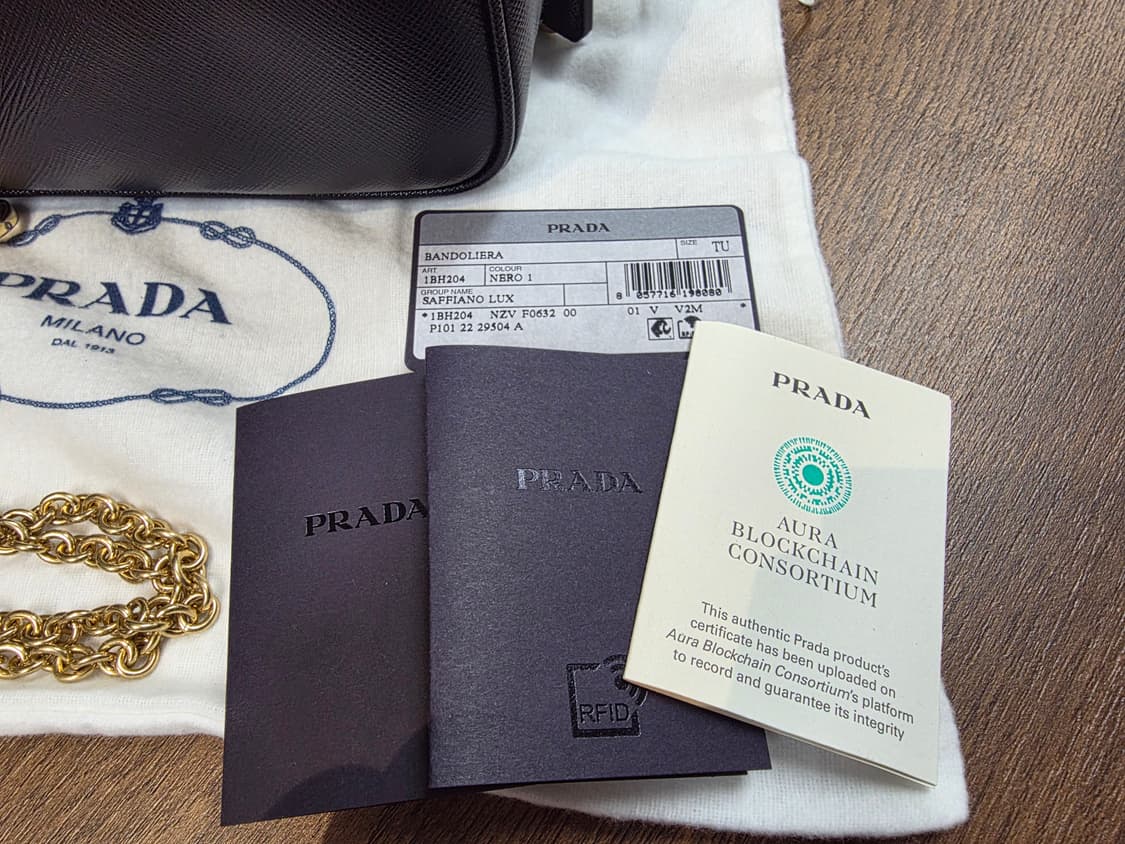 PRADA
MILANO
DAL 1913
PRADA
BANDOLIERA
SIZE TU
ART.
1BH204
COLOUR
NERO 1
GROUP NAME
SAFFIANO LUX
8 057716 198080
*1BH204 NZV F0632 00 01 V V2M *
P101 22 29504 A
PRADA
PRADA
RFID
PRADA
AURA
BLOCKCHAIN
CONSORTIUM
This authentic Prada product's
certificate has been uploaded on
Aura Blockchain Consortium's platform
to record and guarantee its integrity